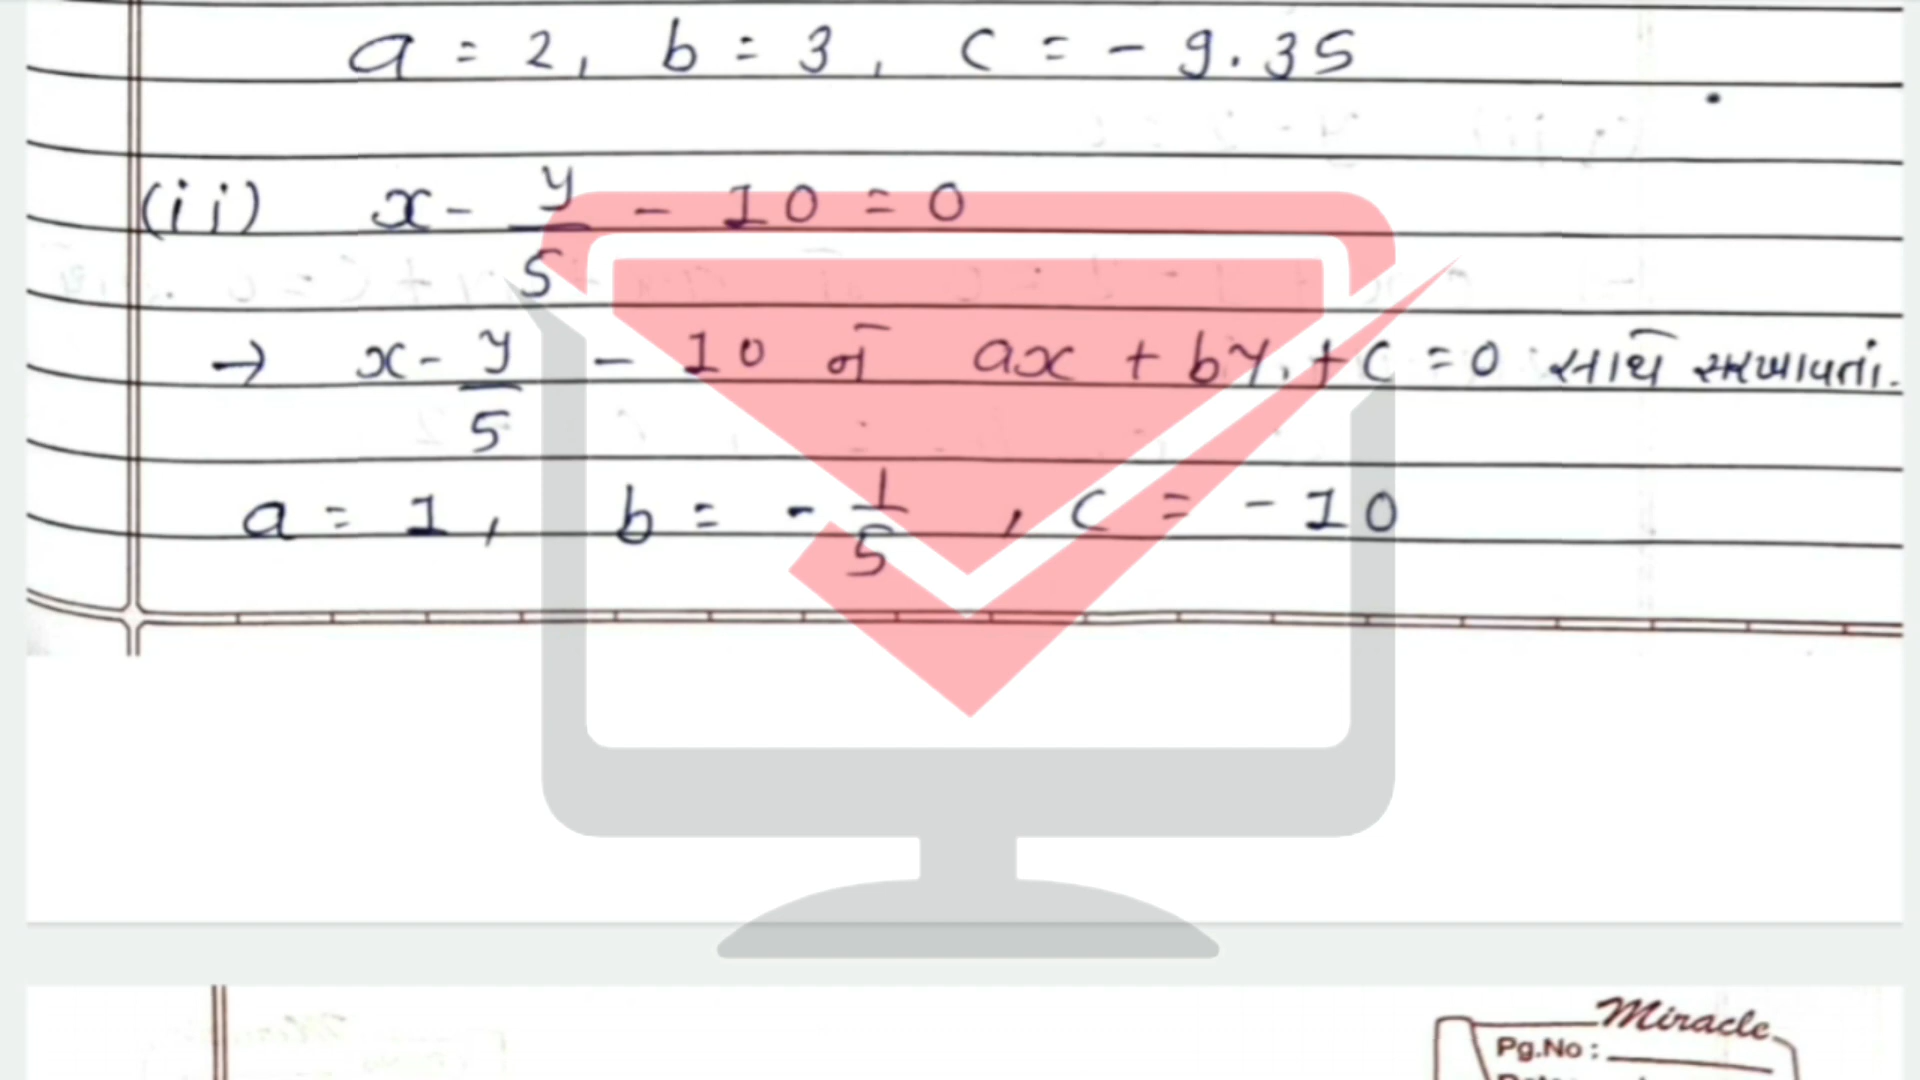 a = 2, b = 3, c = - 9.35
(ii) x - y/5 - 10 = 0
→ x - y/5 - 10 ને ax + by + c = 0 સાથે સરખાવતાં.
a = 1, b = - 1/5, c = - 10
Miracle
Pg.No :